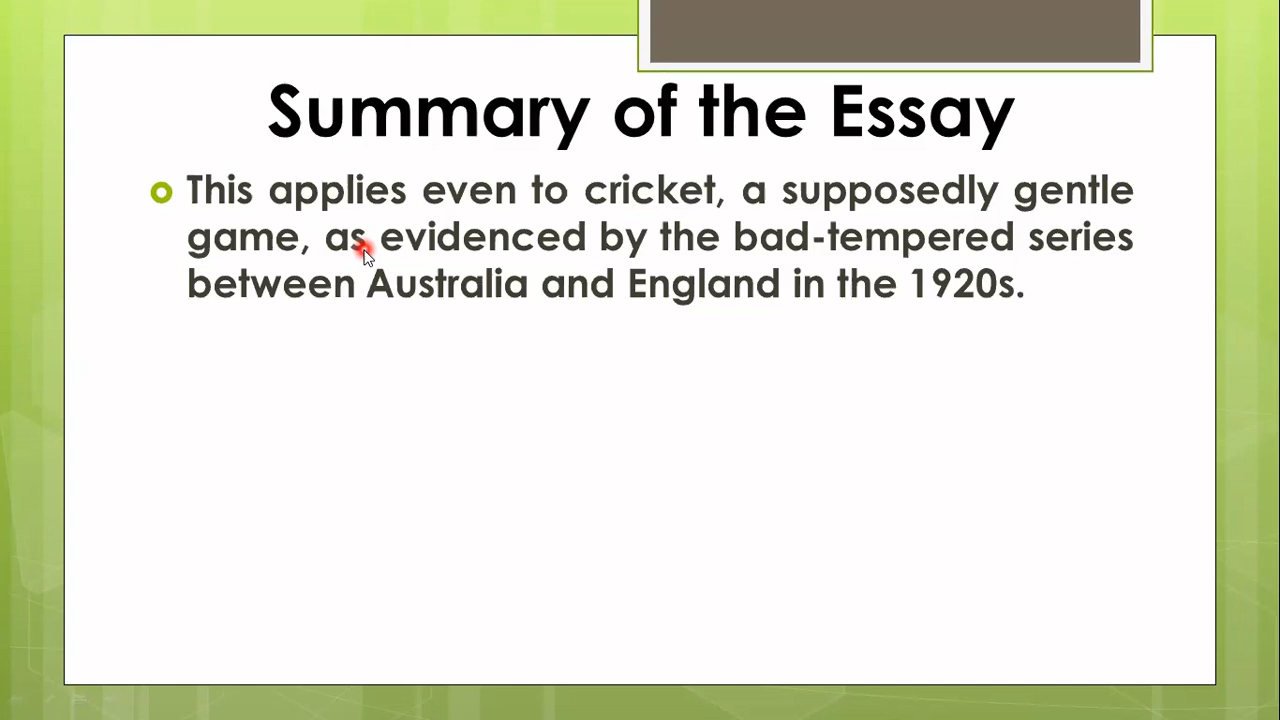 Summary of the Essay
This applies even to cricket, a supposedly gentle
game, as evidenced by the bad-tempered series
between Australia and England in the 1920s.